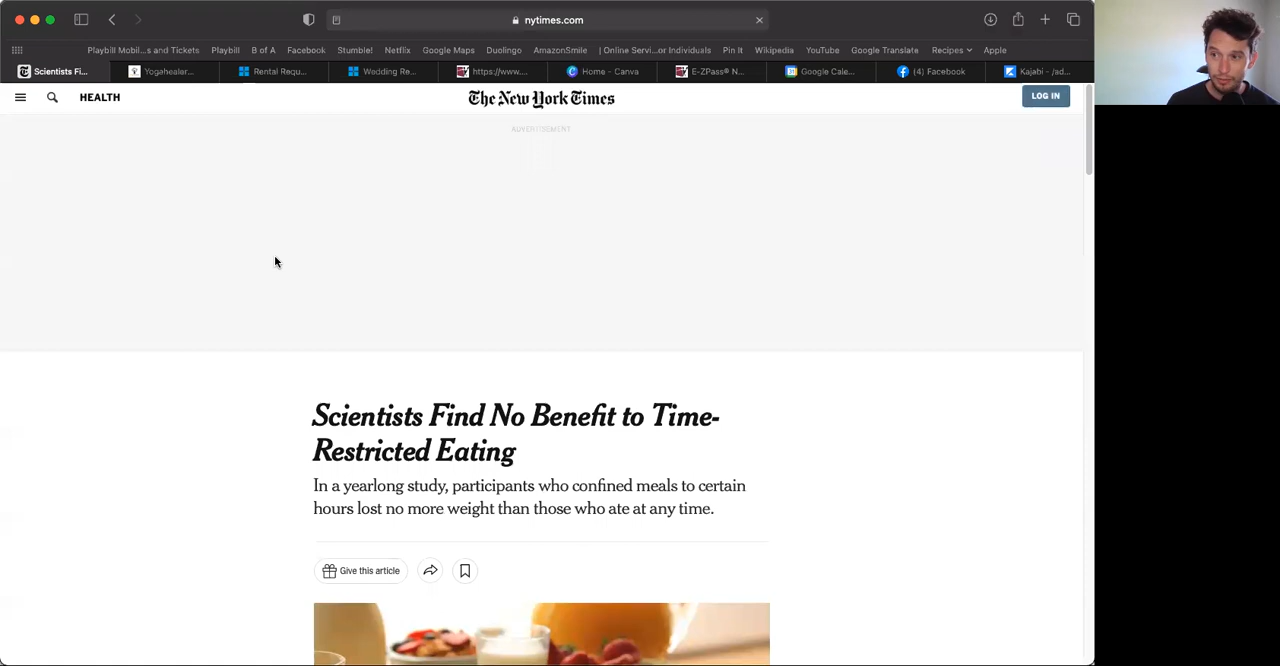 nytimes.com
Playbill Mobil...s and Tickets Playbill B of A Facebook Stumble! Netflix Google Maps Duolingo AmazonSmile | Online Servi...or Individuals Pin It Wikipedia YouTube Google Translate Recipes Apple
Scientists Fi... Yogahealer... Rental Requ... Wedding Re... https://www.... Home – Canva E-ZPass® N... Google Cale... (4) Facebook Kajabi - /ad...
HEALTH The New York Times LOG IN
ADVERTISEMENT
Scientists Find No Benefit to Time-
Restricted Eating
In a yearlong study, participants who confined meals to certain
hours lost no more weight than those who ate at any time.
Give this article